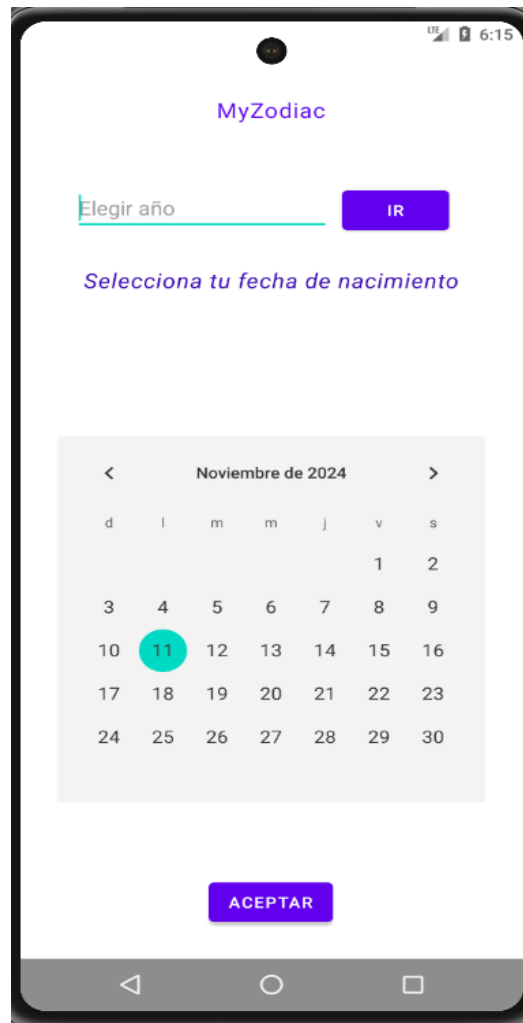 LTE 6:15
MyZodiac
Elegir año IR
Selecciona tu fecha de nacimiento
Noviembre de 2024
d l m m j v s
1 2
3 4 5 6 7 8 9
10 11 12 13 14 15 16
17 18 19 20 21 22 23
24 25 26 27 28 29 30
ACEPTAR